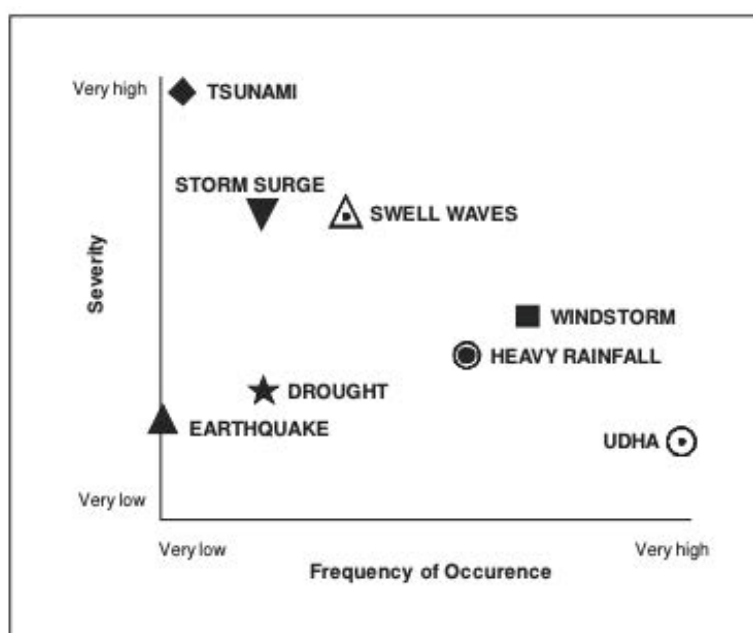 Very high
TSUNAMI
STORM SURGE
SWELL WAVES
Severity
WINDSTORM
HEAVY RAINFALL
DROUGHT
EARTHQUAKE
UDHA
Very low
Very low
Very high
Frequency of Occurence